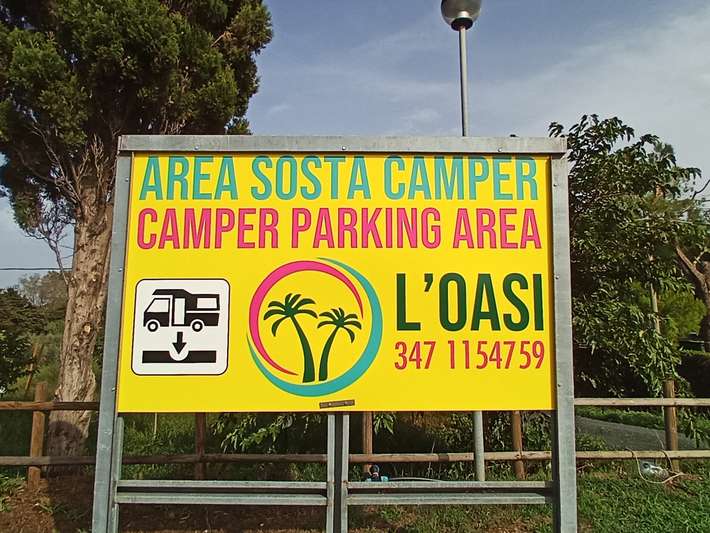 AREA SOSTA CAMPER
CAMPER PARKING AREA
L'OASI
347 1154759